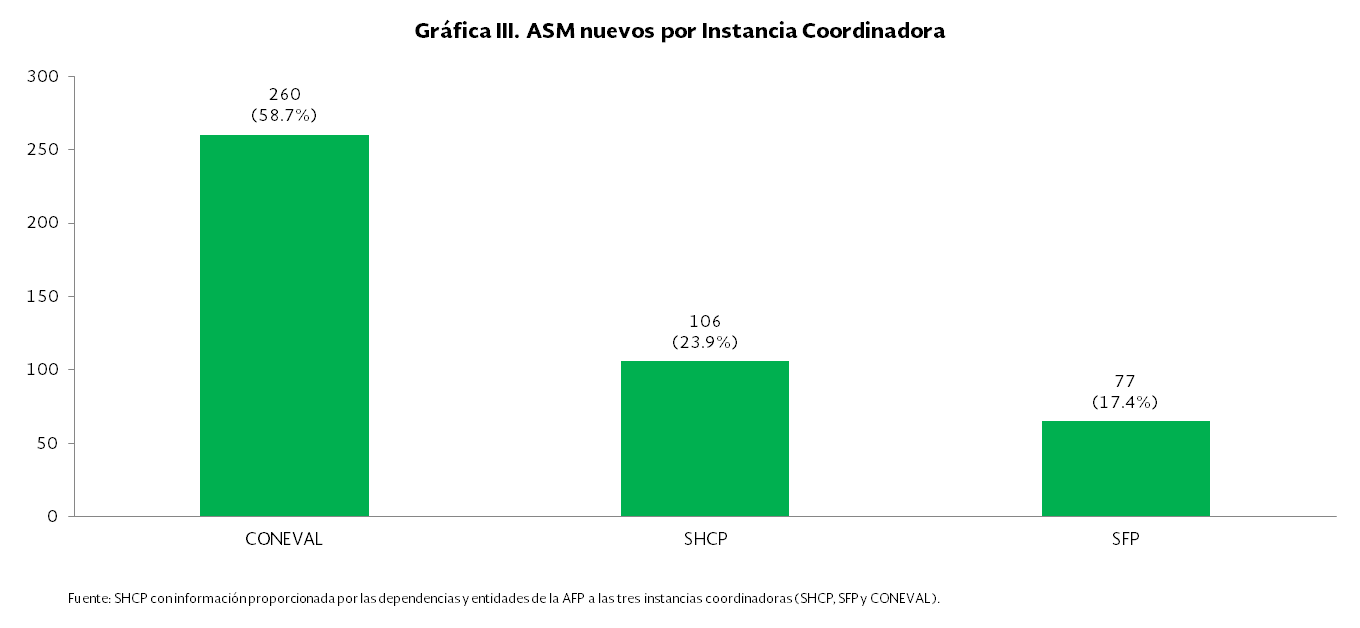 Gráfica III. ASM nuevos por Instancia Coordinadora
300
250
200
150
100
50
0
260
(58.7%)
106
(23.9%)
77
(17.4%)
CONEVAL
SHCP
SFP
Fuente: SHCP con información proporcionada por las dependencias y entidades de la AFP a las tres instancias coordinadoras (SHCP, SFP y CONEVAL).